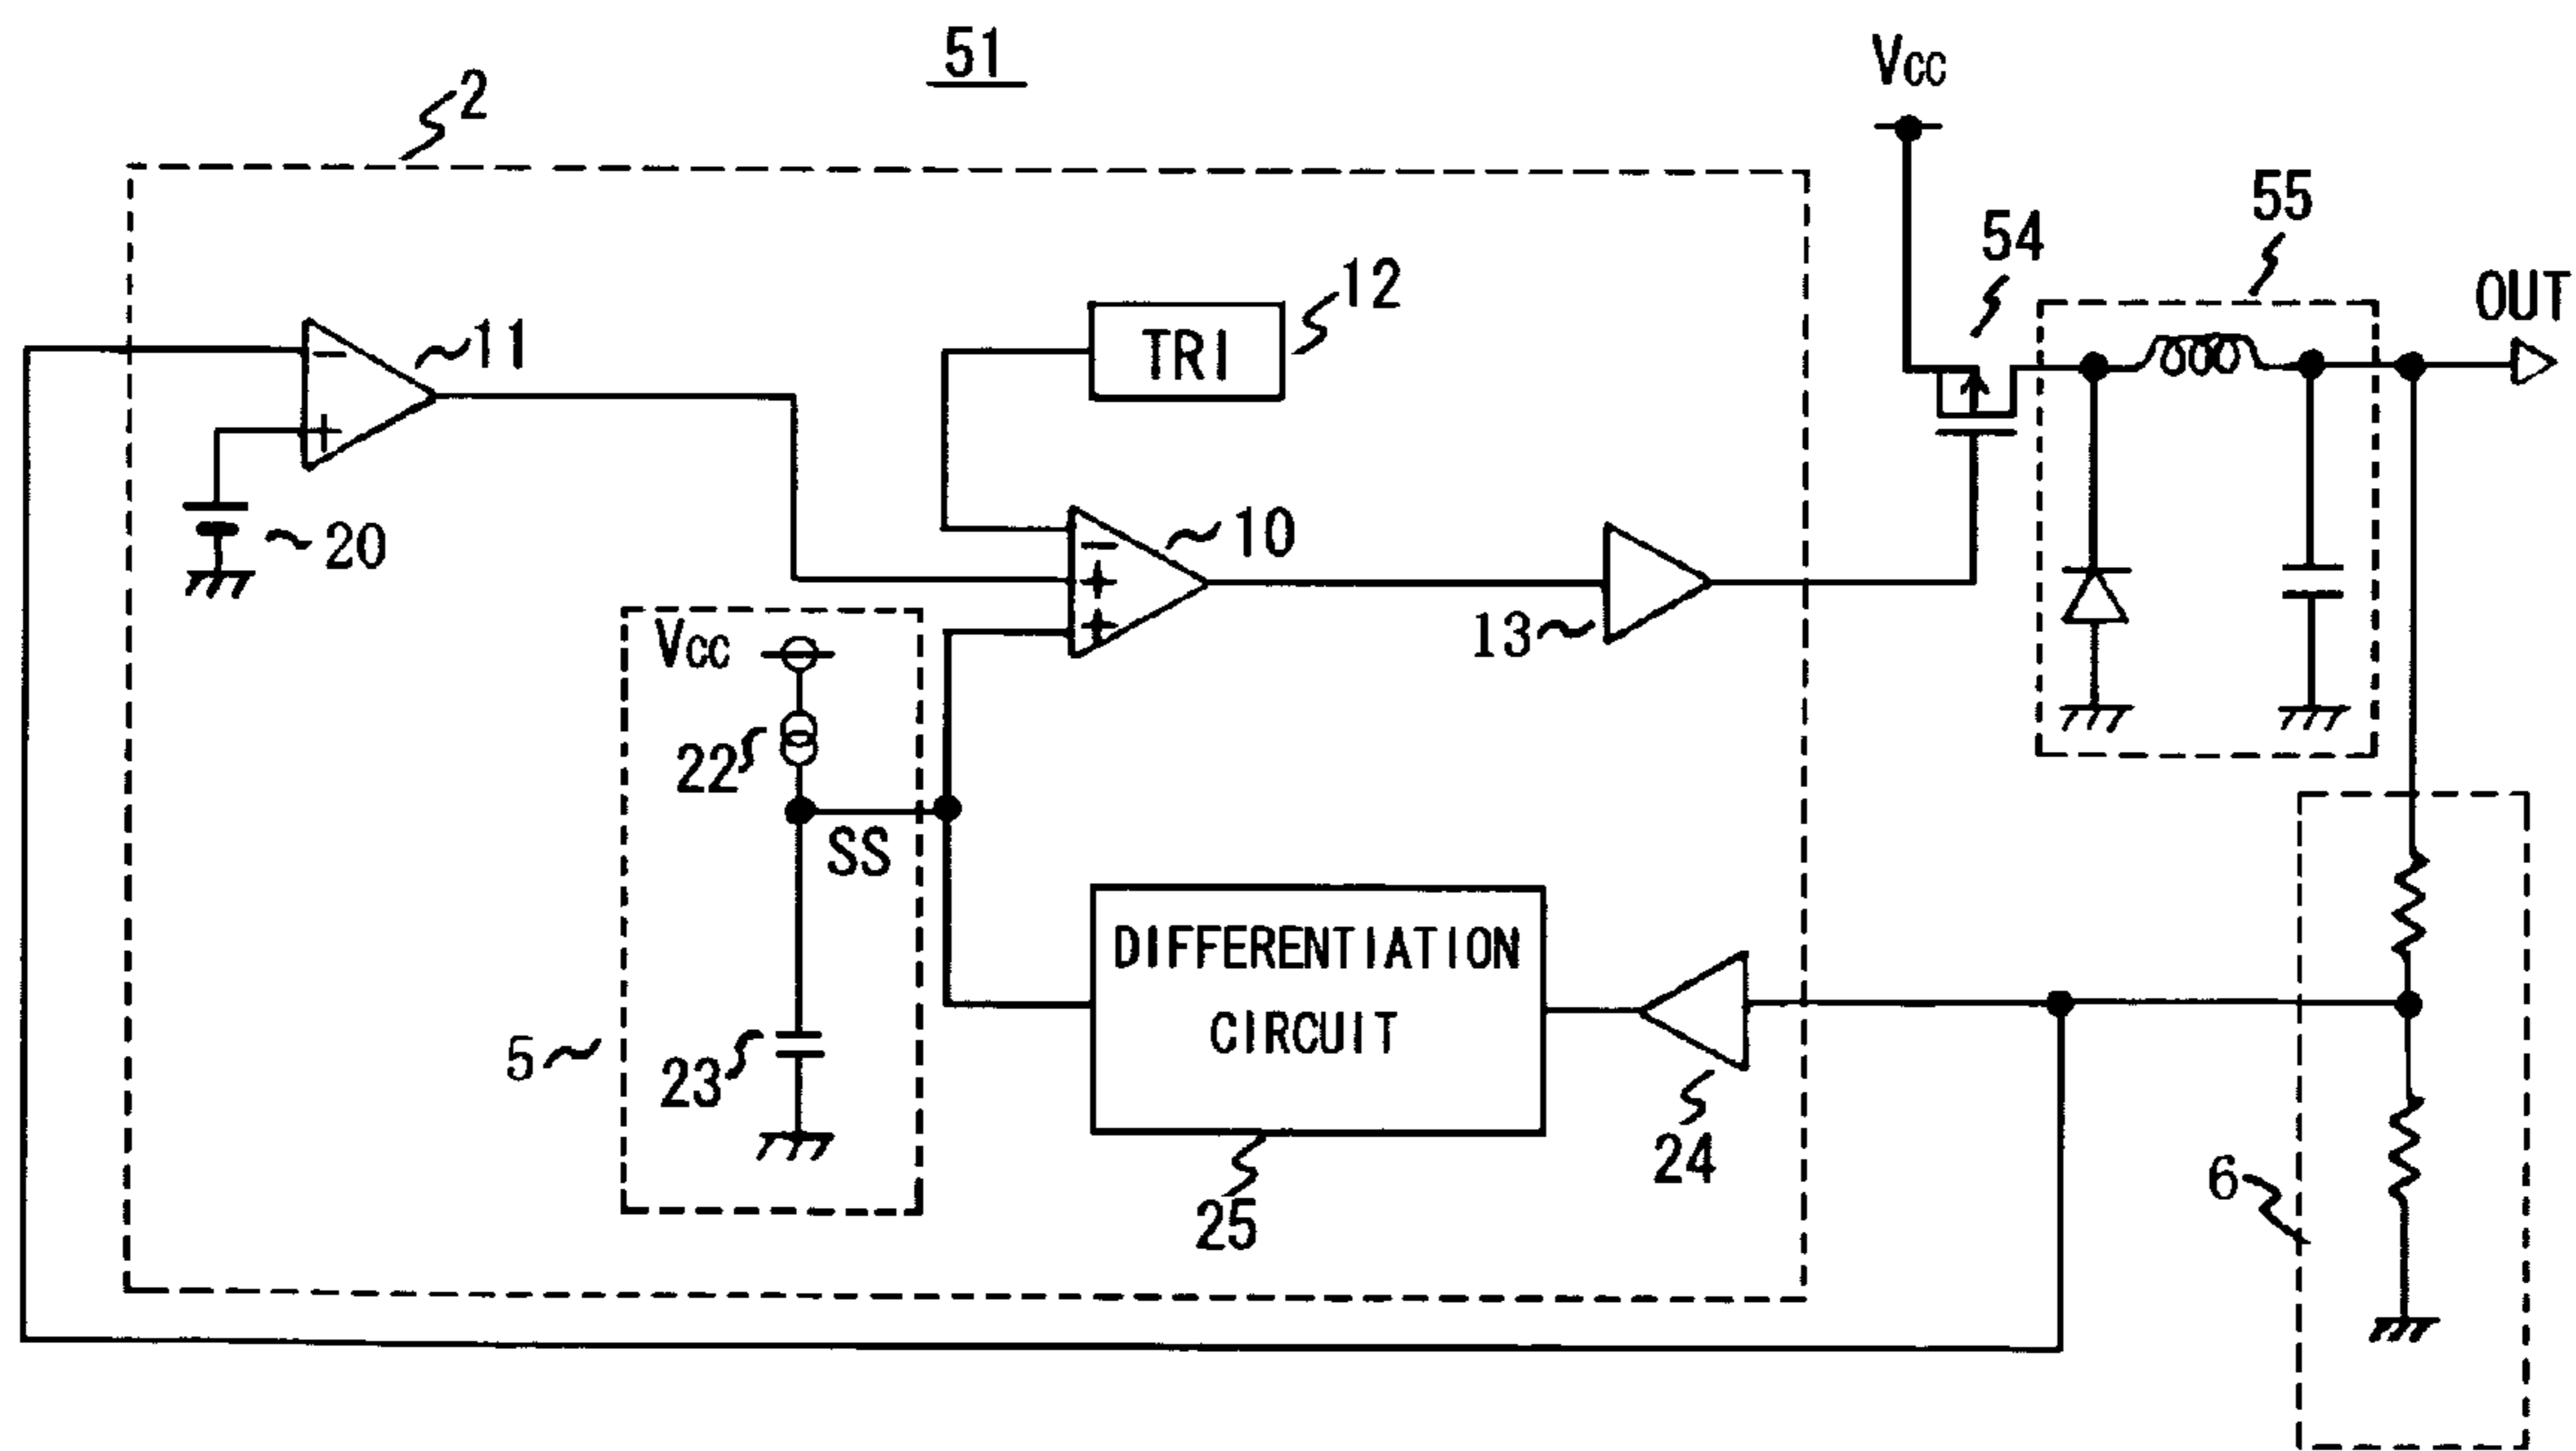 51
2
VCC
55
54
OUT
12
TRI
11
10
20
13
VCC
22
SS
DIFFERENTIATION
CIRCUIT
5
23
24
6
25